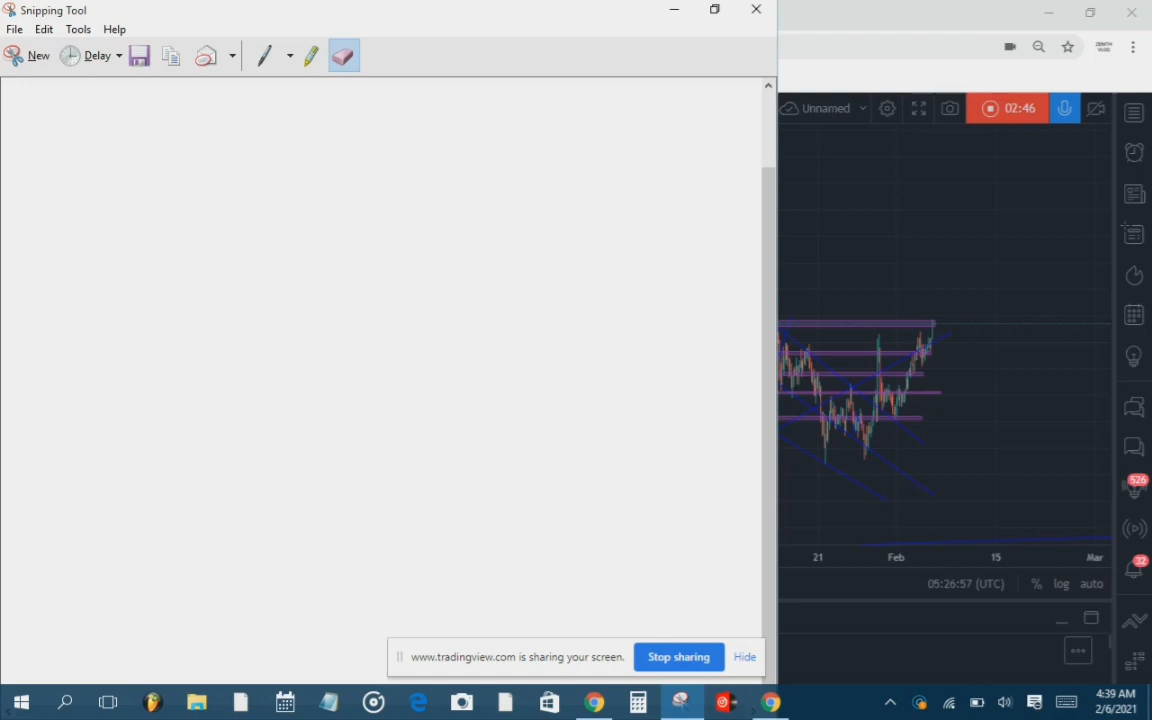 Snipping Tool
File Edit Tools Help
New Delay
ZENITH VLOG
Unnamed 02:46
526
32
21 Feb 15 Mar
05:26:57 (UTC) % log auto
www.tradingview.com is sharing your screen. Stop sharing Hide
4:39 AM
2/6/2021